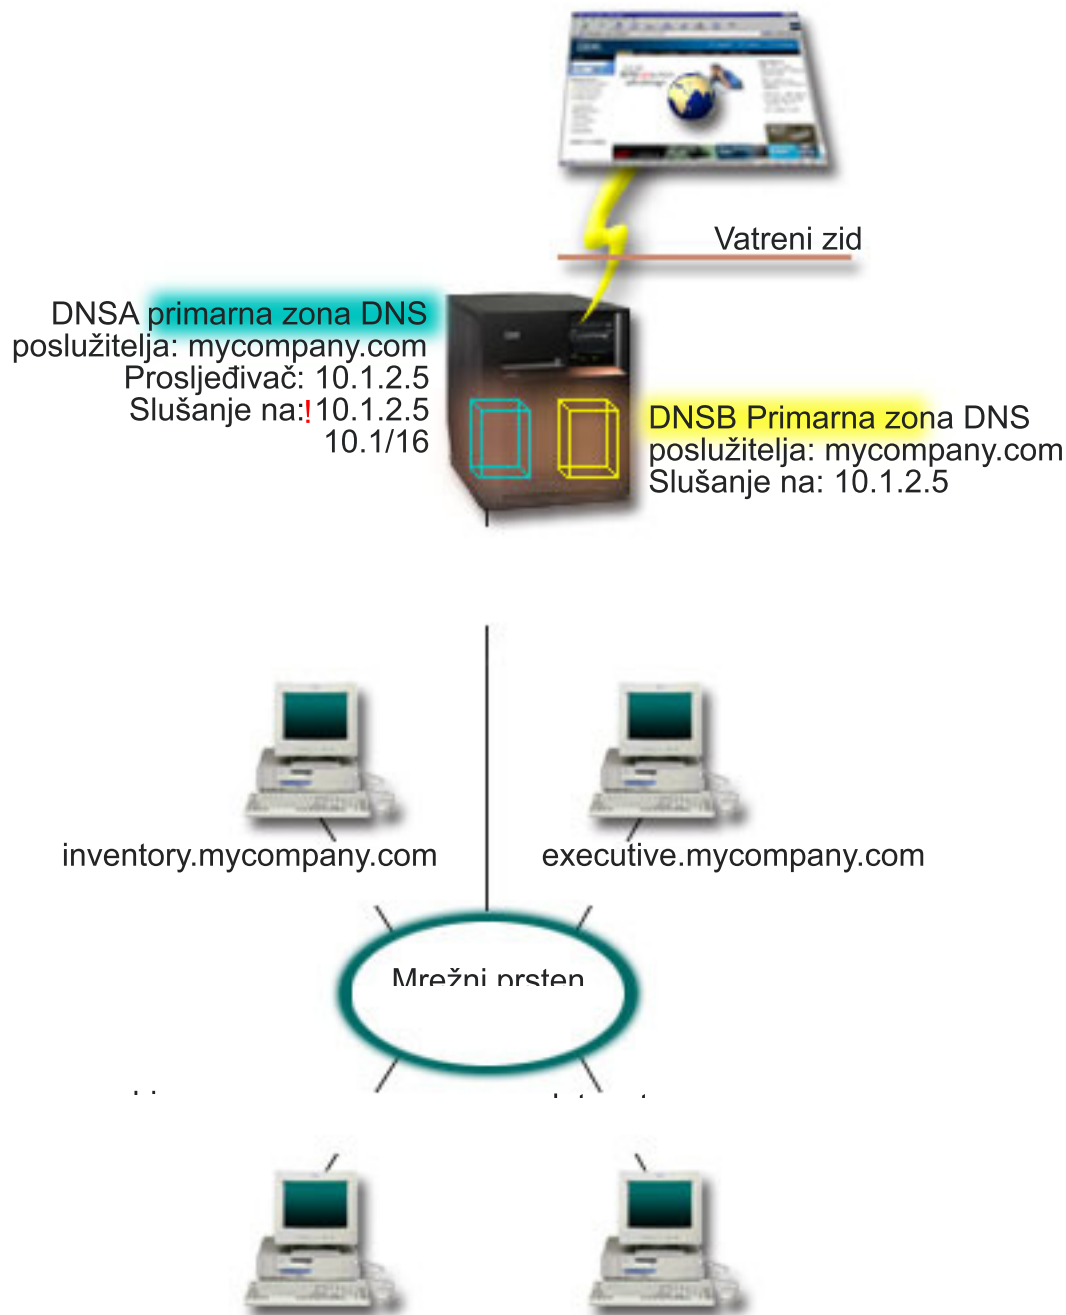 Vatreni zid
DNSA primarna zona DNS
poslužitelja: mycompany.com
Prosljeđivač: 10.1.2.5
Slušanje na:!10.1.2.5
10.1/16
DNSB Primarna zona DNS
poslužitelja: mycompany.com
Slušanje na: 10.1.2.5
inventory.mycompany.com
executive.mycompany.com
Mrežni prsten